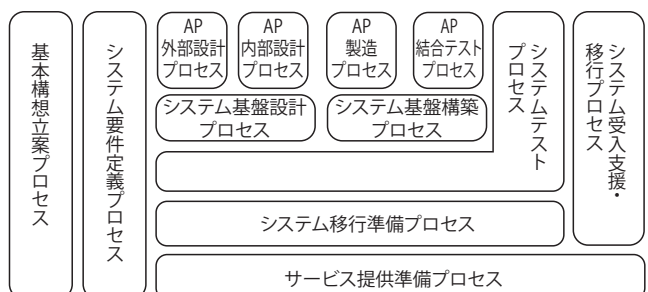 基本構想立案プロセス
システム要件定義プロセス
AP
外部設計
プロセス
AP
内部設計
プロセス
AP
製造
プロセス
AP
結合テスト
プロセス
システム基盤設計
プロセス
システム基盤構築
プロセス
システムテスト
プロセス
システム受入支援・
移行プロセス
システム移行準備プロセス
サービス提供準備プロセス